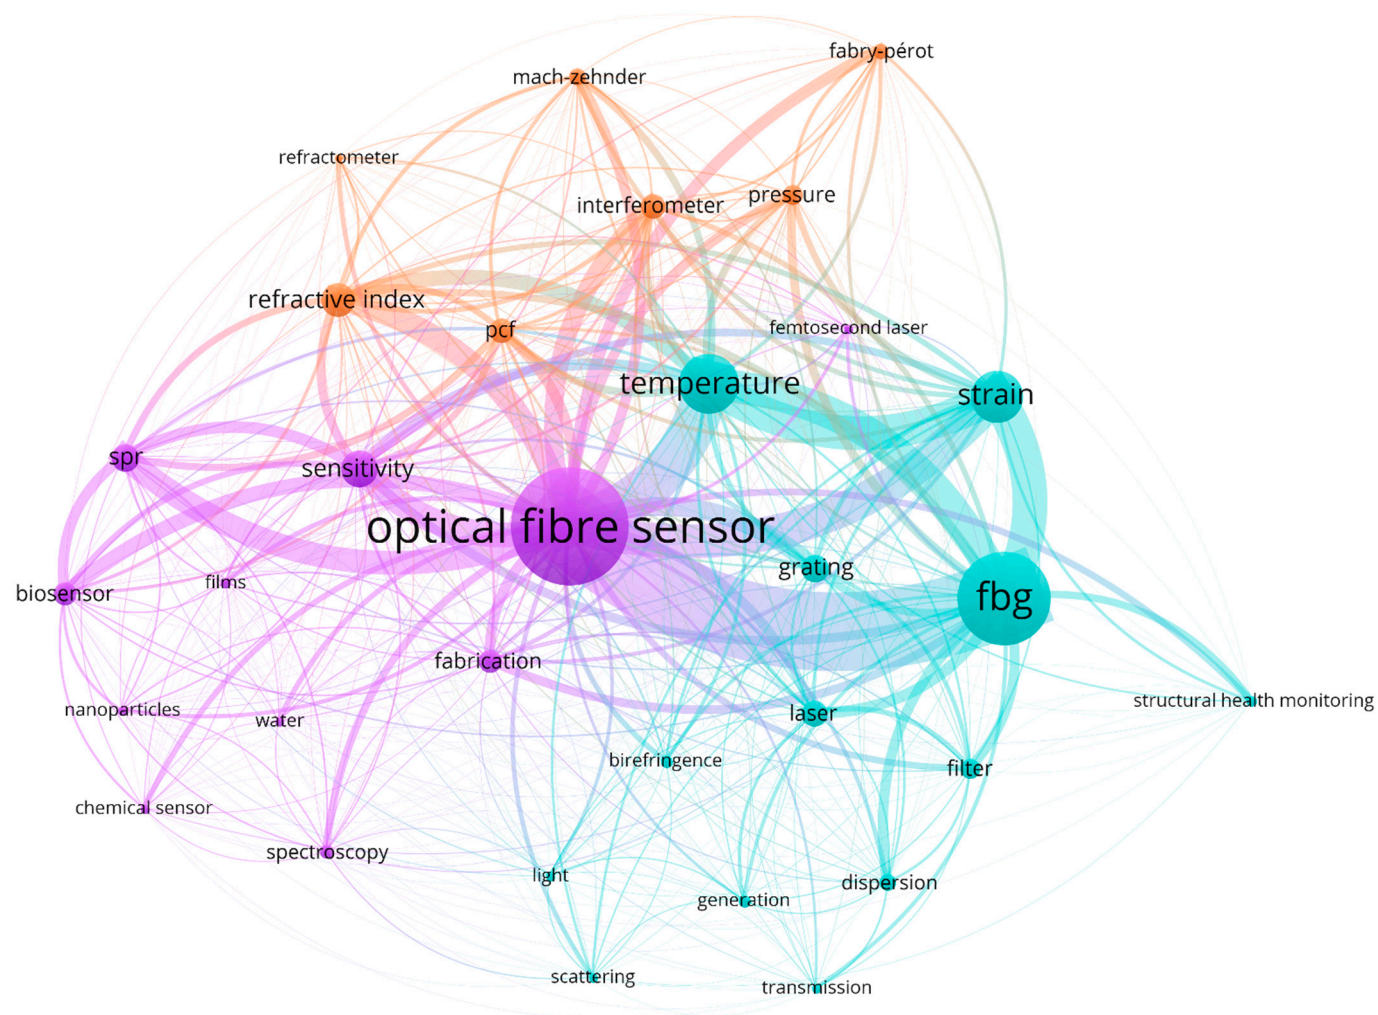 fabry-pérot
mach-zehnder
refractometer
pressure
interferometer
refractive index
femtosecond laser
pcf
temperature
strain
spr
sensitivity
optical fibre sensor
grating
films
biosensor
fbg
fabrication
structural health monitoring
nanoparticles
laser
water
birefringence
filter
chemical sensor
spectroscopy
light
dispersion
generation
scattering
transmission